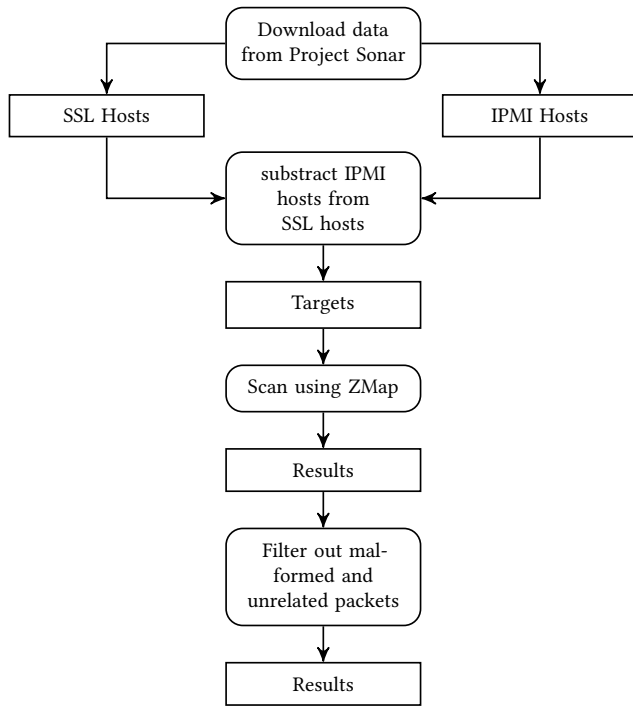 Download data
from Project Sonar
SSL Hosts
IPMI Hosts
substract IPMI
hosts from
SSL hosts
Targets
Scan using ZMap
Results
Filter out mal-
formed and
unrelated packets
Results